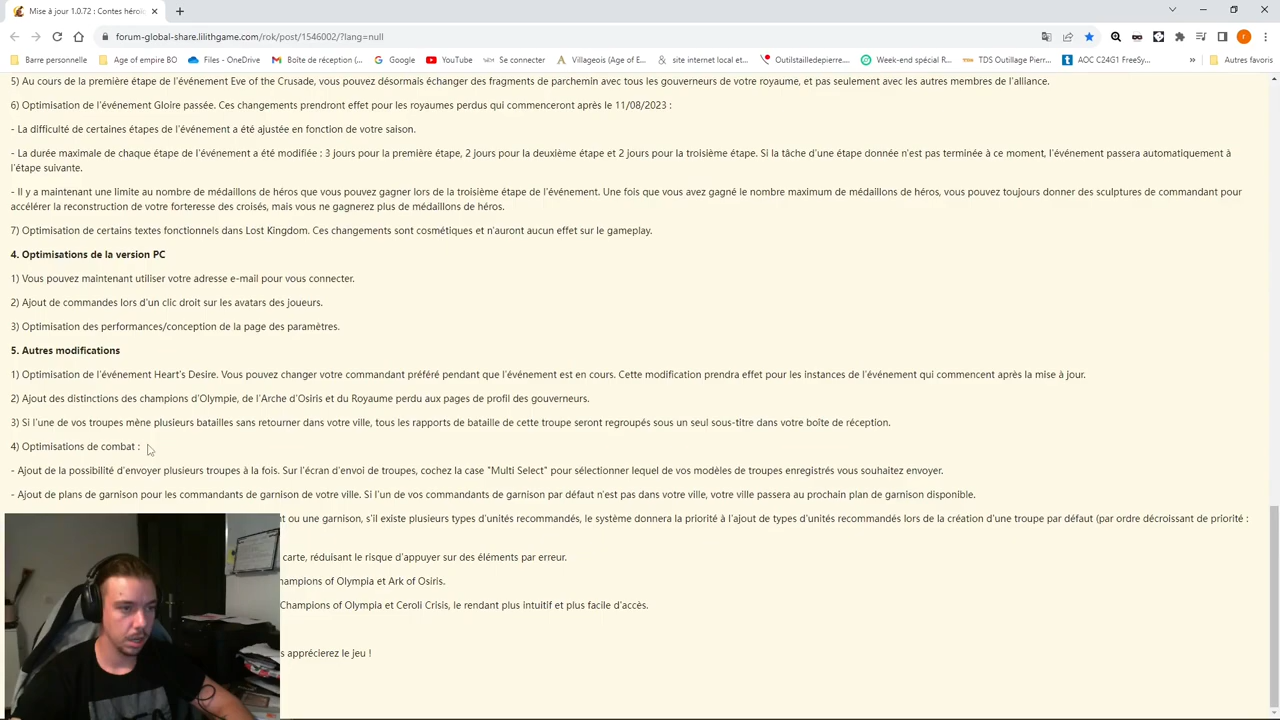 Mise à jour 1.0.72 : Contes héroï
forum-global-share.lilithgame.com/rok/post/1546002/?lang=null
Barre personnelle
Age of empire BO
Files - OneDrive
Google
Boîte de réception (...
YouTube
Se connecter
Villageois (Age of E...
site internet local et...
Outilstailledepierre....
Week-end spécial R...
TDS Outillage Pierr...
AOC C24G1 FreeSy...
»
Autres favoris
5) Au cours de la première étape de l'événement Eve of the Crusade, vous pouvez désormais échanger des fragments de parchemin avec tous les gouverneurs de votre royaume, et pas seulement avec les autres membres de l'alliance.
6) Optimisation de l'événement Gloire passée. Ces changements prendront effet pour les royaumes perdus qui commenceront après le 11/08/2023 :
- La difficulté de certaines étapes de l'événement a été ajustée en fonction de votre saison.
- La durée maximale de chaque étape de l'événement a été modifiée : 3 jours pour la première étape, 2 jours pour la deuxième étape et 2 jours pour la troisième étape. Si la tâche d'une étape donnée n'est pas terminée à ce moment, l'événement passera automatiquement à
l'étape suivante.
- Il y a maintenant une limite au nombre de médaillons de héros que vous pouvez gagner lors de la troisième étape de l'événement. Une fois que vous avez gagné le nombre maximum de médaillons de héros, vous pouvez toujours donner des sculptures de commandant pour
accélérer la reconstruction de votre forteresse des croisés, mais vous ne gagnerez plus de médaillons de héros.
7) Optimisation de certains textes fonctionnels dans Lost Kingdom. Ces changements sont cosmétiques et n'auront aucun effet sur le gameplay.
4. Optimisations de la version PC
1) Vous pouvez maintenant utiliser votre adresse e-mail pour vous connecter.
2) Ajout de commandes lors d'un clic droit sur les avatars des joueurs.
3) Optimisation des performances/conception de la page des paramètres.
5. Autres modifications
1) Optimisation de l'événement Heart's Desire. Vous pouvez changer votre commandant préféré pendant que l'événement est en cours. Cette modification prendra effet pour les instances de l'événement qui commencent après la mise à jour.
2) Ajout des distinctions des champions d'Olympie, de l'Arche d'Osiris et du Royaume perdu aux pages de profil des gouverneurs.
3) Si l'une de vos troupes mène plusieurs batailles sans retourner dans votre ville, tous les rapports de bataille de cette troupe seront regroupés sous un seul sous-titre dans votre boîte de réception.
4) Optimisations de combat :
- Ajout de la possibilité d'envoyer plusieurs troupes à la fois. Sur l'écran d'envoi de troupes, cochez la case "Multi Select" pour sélectionner lequel de vos modèles de troupes enregistrés vous souhaitez envoyer.
- Ajout de plans de garnison pour les commandants de garnison de votre ville. Si l'un de vos commandants de garnison par défaut n'est pas dans votre ville, votre ville passera au prochain plan de garnison disponible.
nt ou une garnison, s'il existe plusieurs types d'unités recommandés, le système donnera la priorité à l'ajout de types d'unités recommandés lors de la création d'une troupe par défaut (par ordre décroissant de priorité :
carte, réduisant le risque d'appuyer sur des éléments par erreur.
hampions of Olympia et Ark of Osiris.
Champions of Olympia et Ceroli Crisis, le rendant plus intuitif et plus facile d'accès.
s apprécierez le jeu !